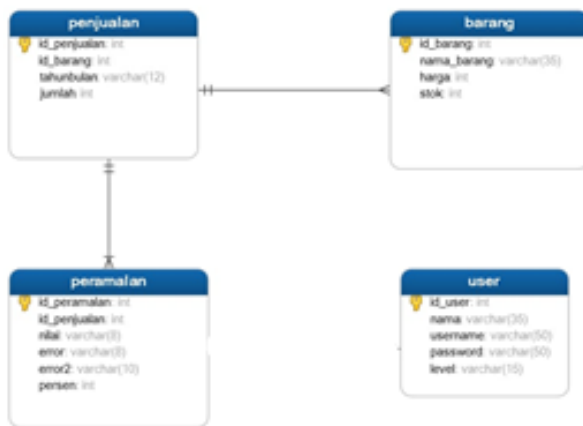 penjualan
id_penjualan: int
id_barang: int
tahunbulan: varchar(12)
jumlah: int
barang
id_barang: int
nama_barang: varchar(35)
harga: int
stok: int
peramalan
id_peramalan: int
id_penjualan: int
nilai: varchar(8)
error: varchar(8)
error2: varchar(10)
persen: int
user
id_user: int
nama: varchar(35)
username: varchar(50)
password: varchar(50)
level: varchar(15)